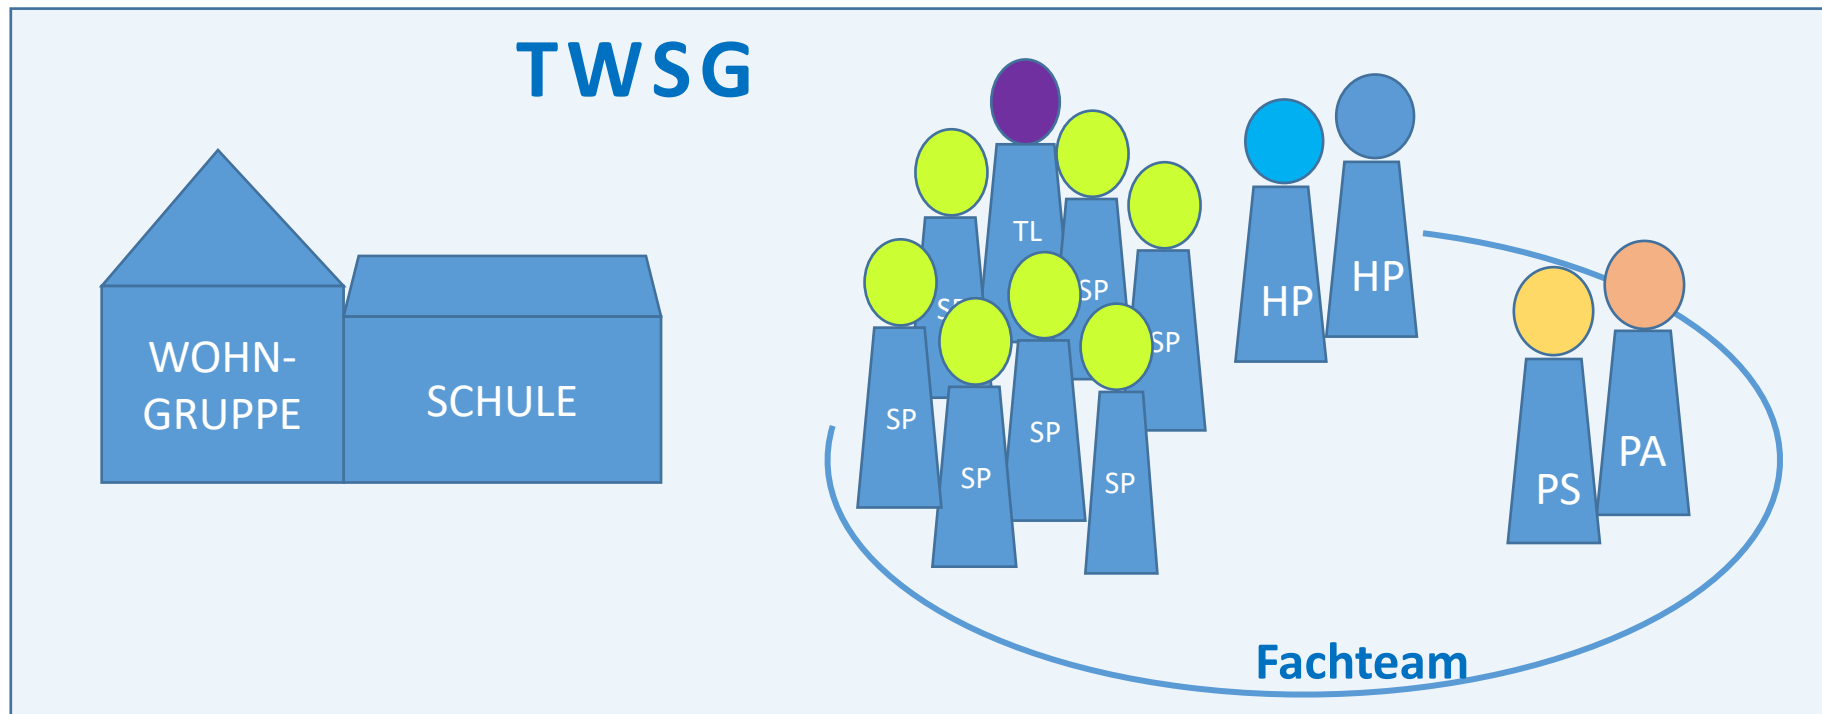 TWSG
WOHN-
GRUPPE
SCHULE
TL
SP
SP
SP
SP
SP
SP
HP
HP
PS
PA
Fachteam